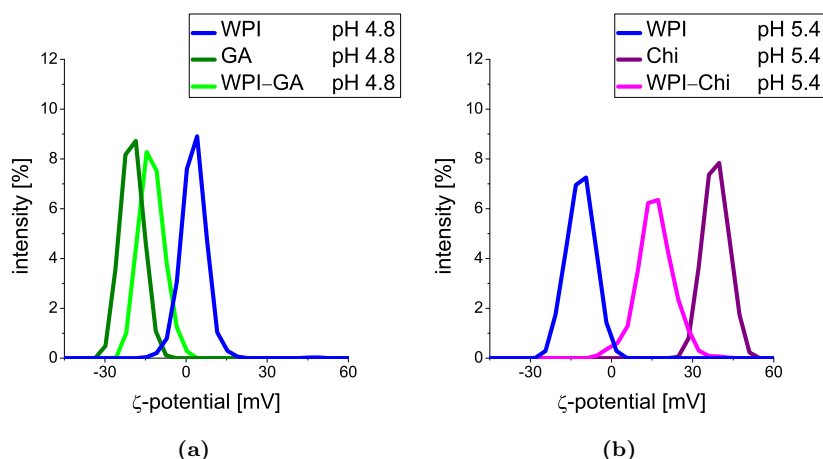 WPI pH 4.8
GA pH 4.8
WPI–GA pH 4.8
12
10
8
6
4
2
0
intensity [%]
-30 0 30 60
ζ-potential [mV]
(a)
WPI pH 5.4
Chi pH 5.4
WPI–Chi pH 5.4
12
10
8
6
4
2
0
intensity [%]
-30 0 30 60
ζ-potential [mV]
(b)